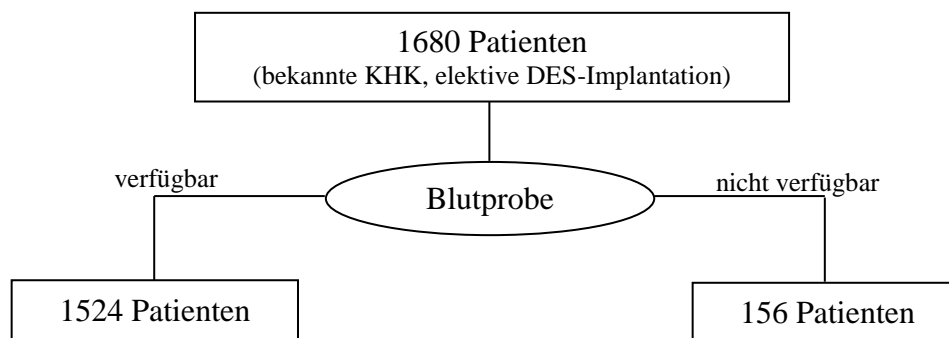 1680 Patienten
(bekannte KHK, elektive DES-Implantation)
verfügbar
Blutprobe
nicht verfügbar
1524 Patienten
156 Patienten